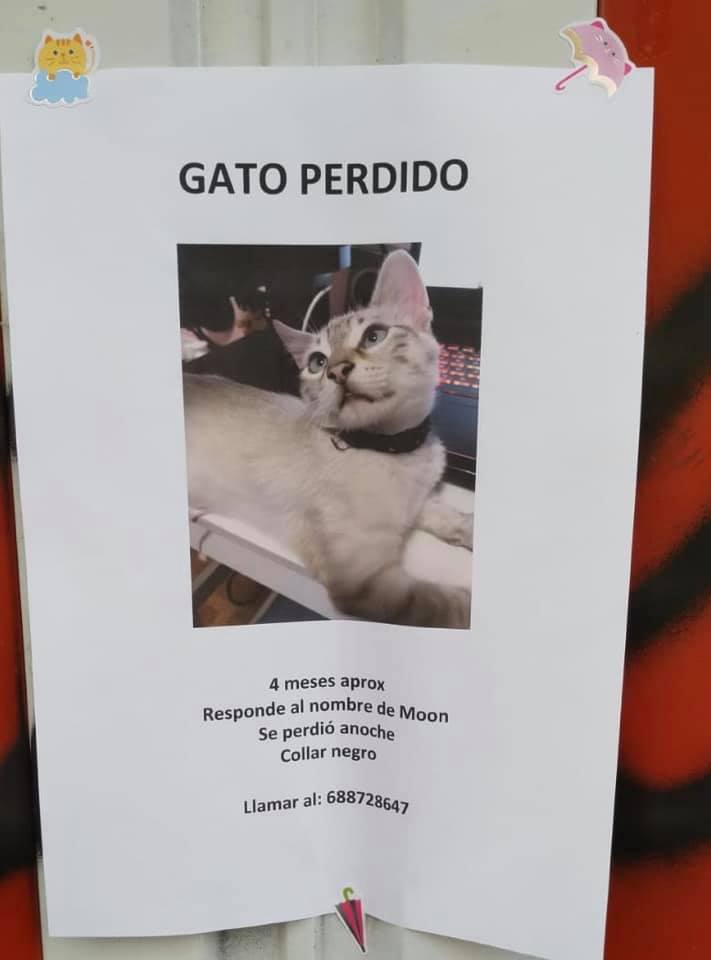 GATO PERDIDO
4 meses aprox
Responde al nombre de Moon
Se perdió anoche
Collar negro
Llamar al: 688728647